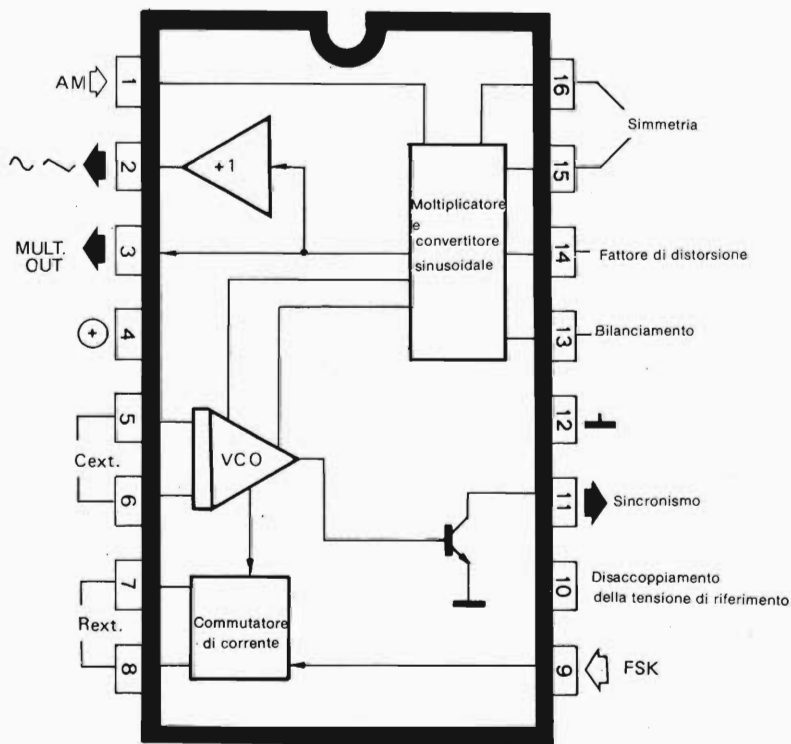 AM
1
2
MULT.
OUT
3
+
4
5
Cext.
6
7
Rext.
8
+1
Moltiplicatore
e
convertitore
sinusoidale
VCO
Commutatore
di corrente
16
Simmetria
15
14
Fattore di distorsione
13
Bilanciamento
12
11
Sincronismo
10
Disaccoppiamento
della tensione di riferimento
9
FSK